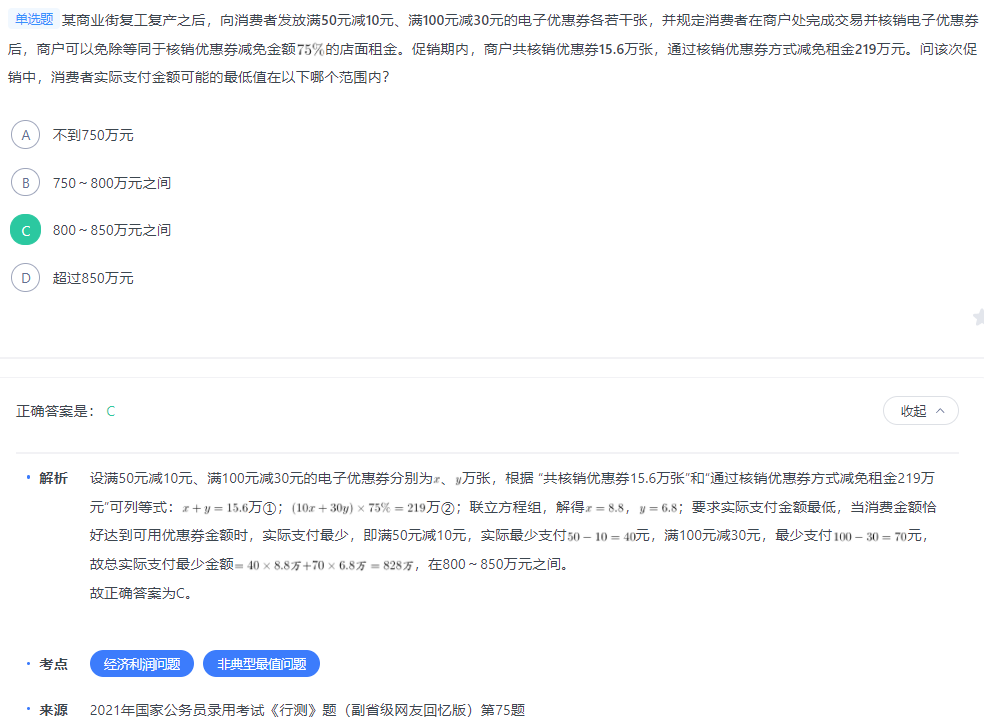 单选题 某商业街复工复产之后，向消费者发放满50元减10元、满100元减30元的电子优惠券各若干张，并规定消费者在商户处完成交易并核销电子优惠券
后，商户可以免除等同于核销优惠券减免金额75%的店面租金。促销期内，商户共核销优惠券15.6万张，通过核销优惠券方式减免租金219万元。问该次促
销中，消费者实际支付金额可能的最低值在以下哪个范围内?
A 不到750万元
B 750～800万元之间
C 800～850万元之间
D 超过850万元
正确答案是： C
收起
解析 设满50元减10元、满100元减30元的电子优惠券分别为x、y万张，根据 “共核销优惠券15.6万张”和“通过核销优惠券方式减免租金219万
元”可列等式：x + y = 15.6万①；(10x + 30y) × 75% = 219万②；联立方程组，解得x = 8.8，y = 6.8；要求实际支付金额最低，当消费金额恰
好达到可用优惠券金额时，实际支付最少，即满50元减10元，实际最少支付50 − 10 = 40元，满100元减30元，最少支付100 − 30 = 70元，
故总实际支付最少金额= 40 × 8.8万+70 × 6.8万 = 828万，在800～850万元之间。
故正确答案为C。
考点 经济利润问题 非典型最值问题
来源 2021年国家公务员录用考试《行测》题（副省级网友回忆版）第75题